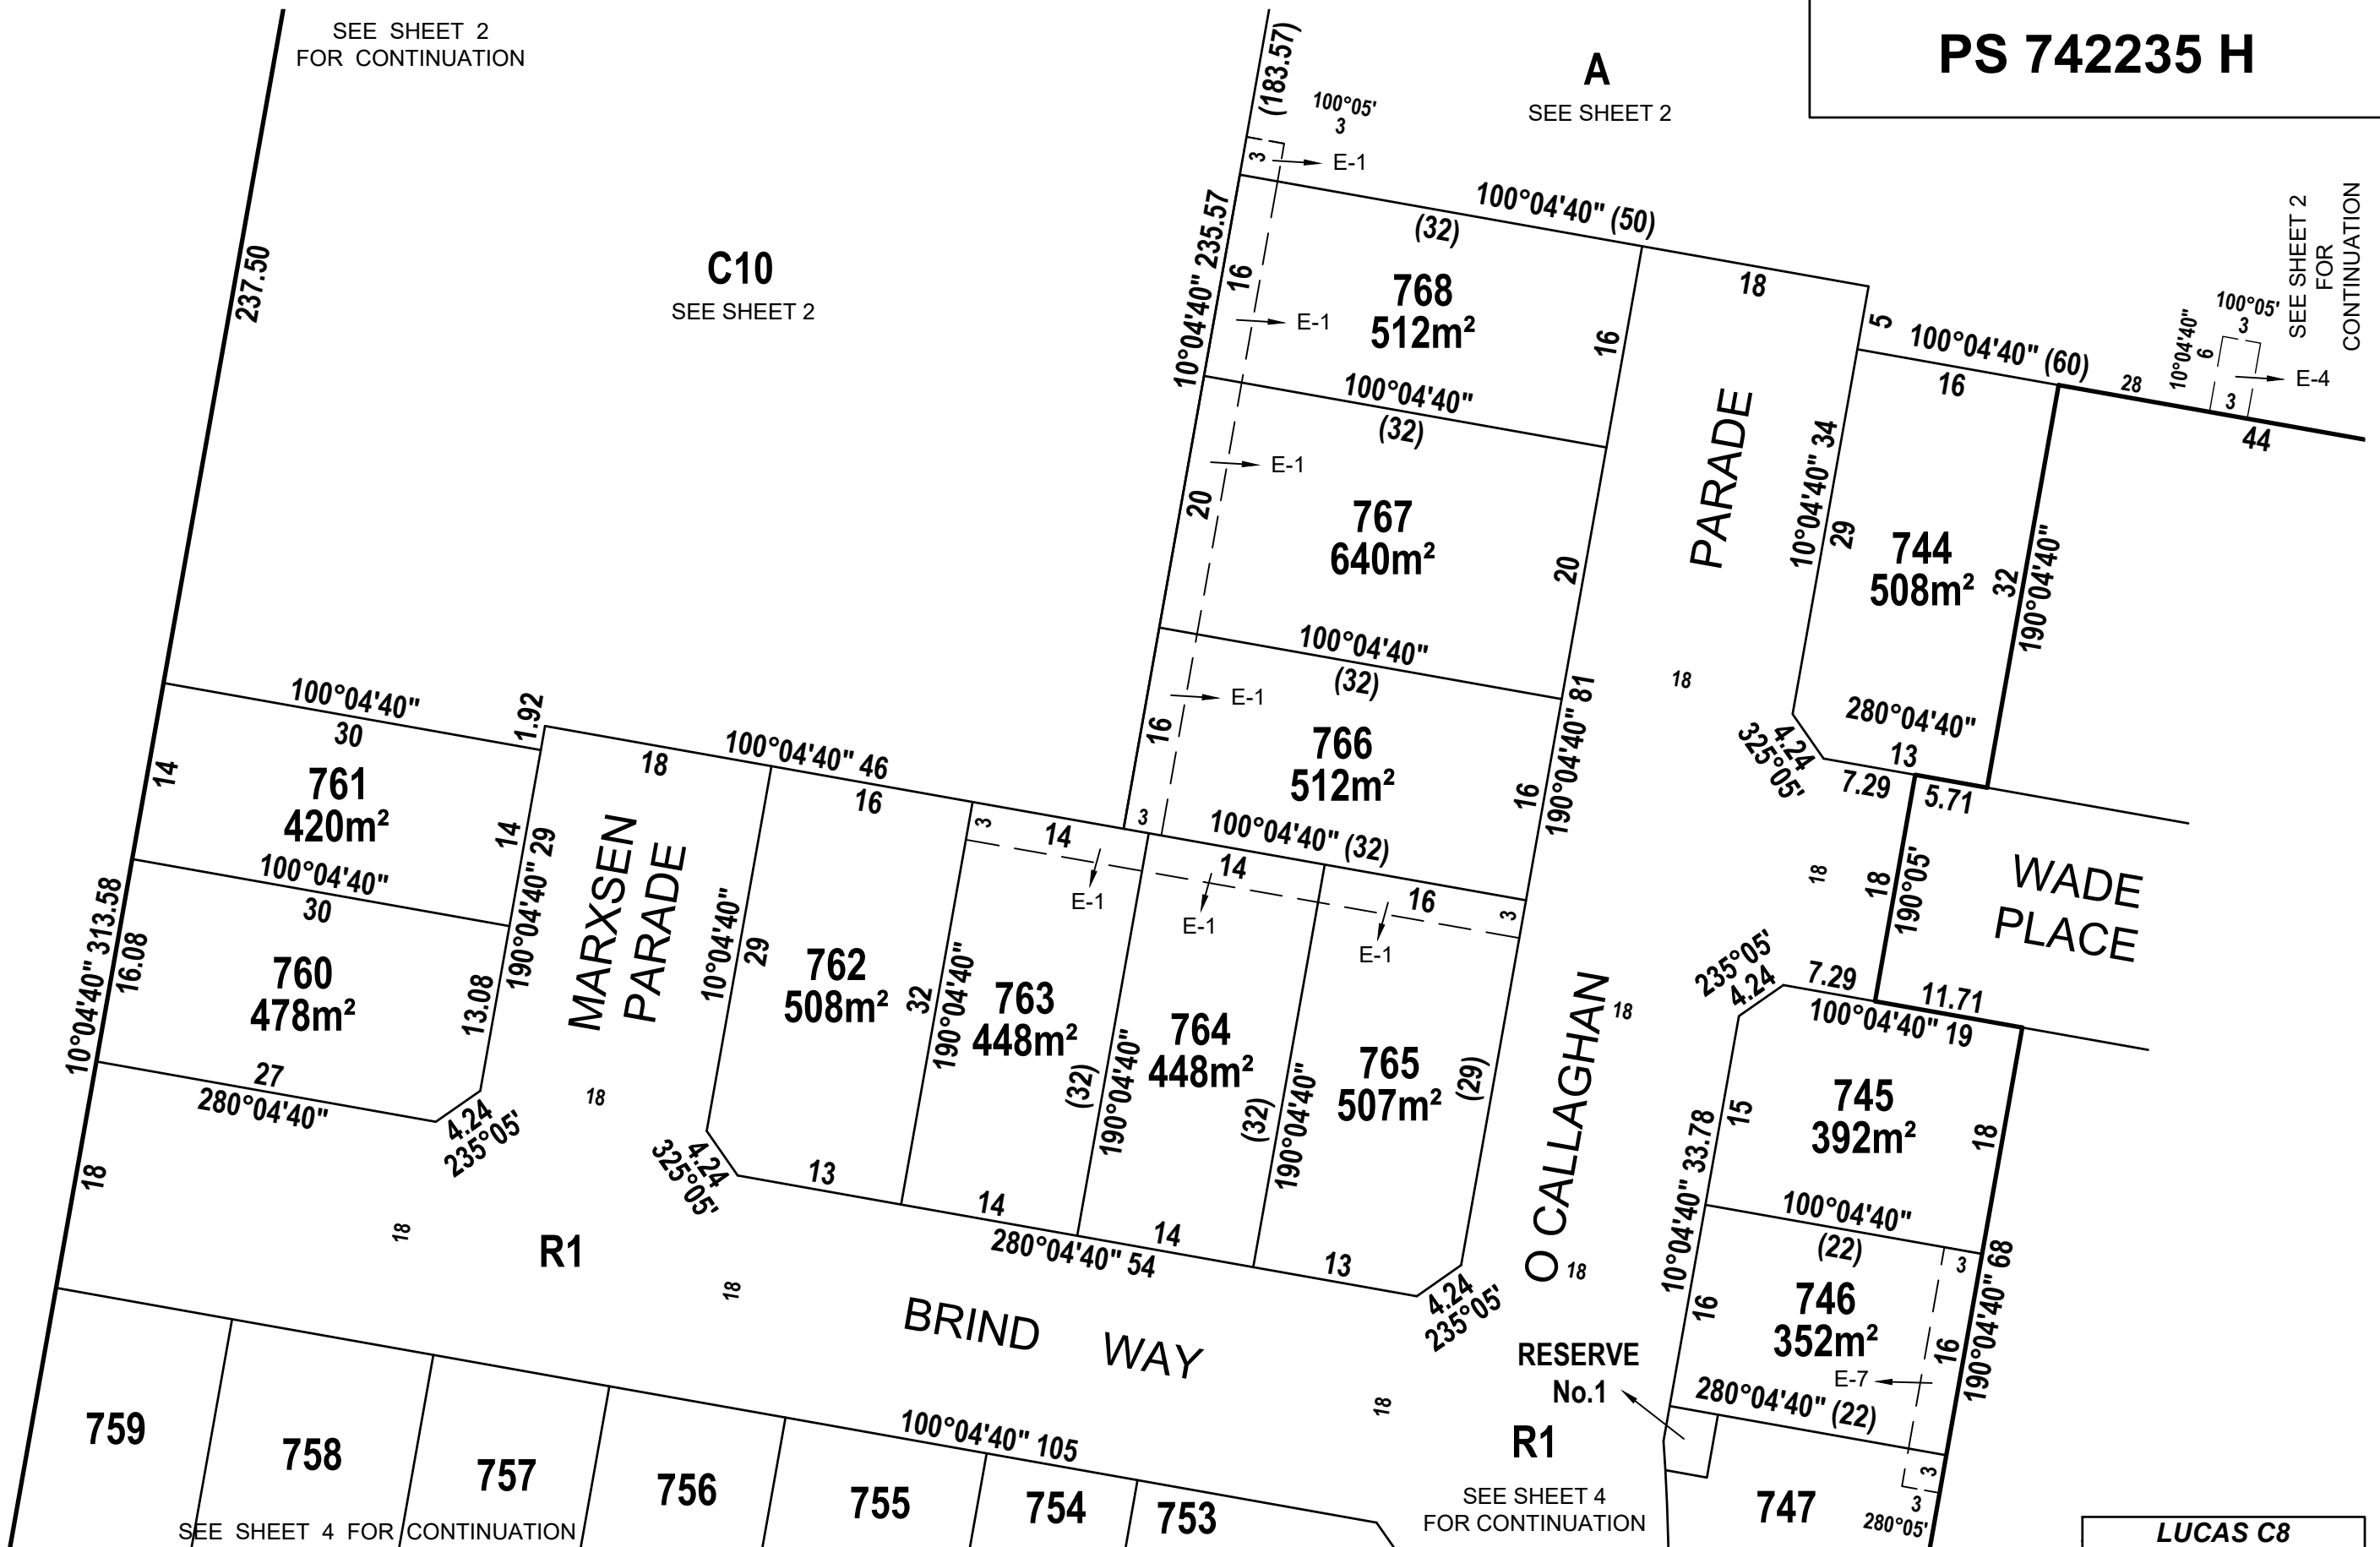 SEE SHEET 2
FOR CONTINUATION
PS 742235 H
A
SEE SHEET 2
(183.57)
100°05'
3
3
E-1
237.50
C10
SEE SHEET 2
10°04'40" 235.57
100°04'40" (50)
(32)
16
768
512m²
16
E-1
18
5
100°04'40" (60)
16
28
10°04'40"
6
100°05'
3
3
E-4
44
SEE SHEET 2
FOR
CONTINUATION
100°04'40"
(32)
E-1
20
767
640m²
20
PARADE
10°04'40" 34
29
744
508m²
32
190°04'40"
100°04'40"
(32)
E-1
16
766
512m²
16
190°04'40" 81
18
280°04'40"
13
4.24
325°05'
7.29
5.71
100°04'40"
30
1.92
14
761
420m²
14
18
100°04'40" 46
16
3
14
3
100°04'40" (32)
14
16
3
E-1
E-1
E-1
100°04'40"
30
190°04'40" 29
MARXSEN
PARADE
10°04'40" 313.58
16.08
760
478m²
13.08
27
280°04'40"
4.24
235°05'
18
10°04'40"
29
762
508m²
32
190°04'40"
763
448m²
(32)
190°04'40"
764
448m²
(32)
190°04'40"
765
507m²
(29)
18
18
190°05'
WADE
PLACE
235°05'
4.24
7.29
11.71
100°04'40" 19
O CALLAGHAN
18
18
10°04'40" 33.78
15
745
392m²
18
100°04'40"
(22)
3
16
746
352m²
16
190°04'40" 68
E-7
280°04'40" (22)
3
3
280°05'
18
18
R1
18
4.24
325°05'
13
14
280°04'40" 54
14
13
4.24
235°05'
BRIND WAY
RESERVE
No.1
18
R1
SEE SHEET 4
FOR CONTINUATION
100°04'40" 105
759
758
757
756
755
754
753
747
SEE SHEET 4 FOR CONTINUATION
LUCAS C8